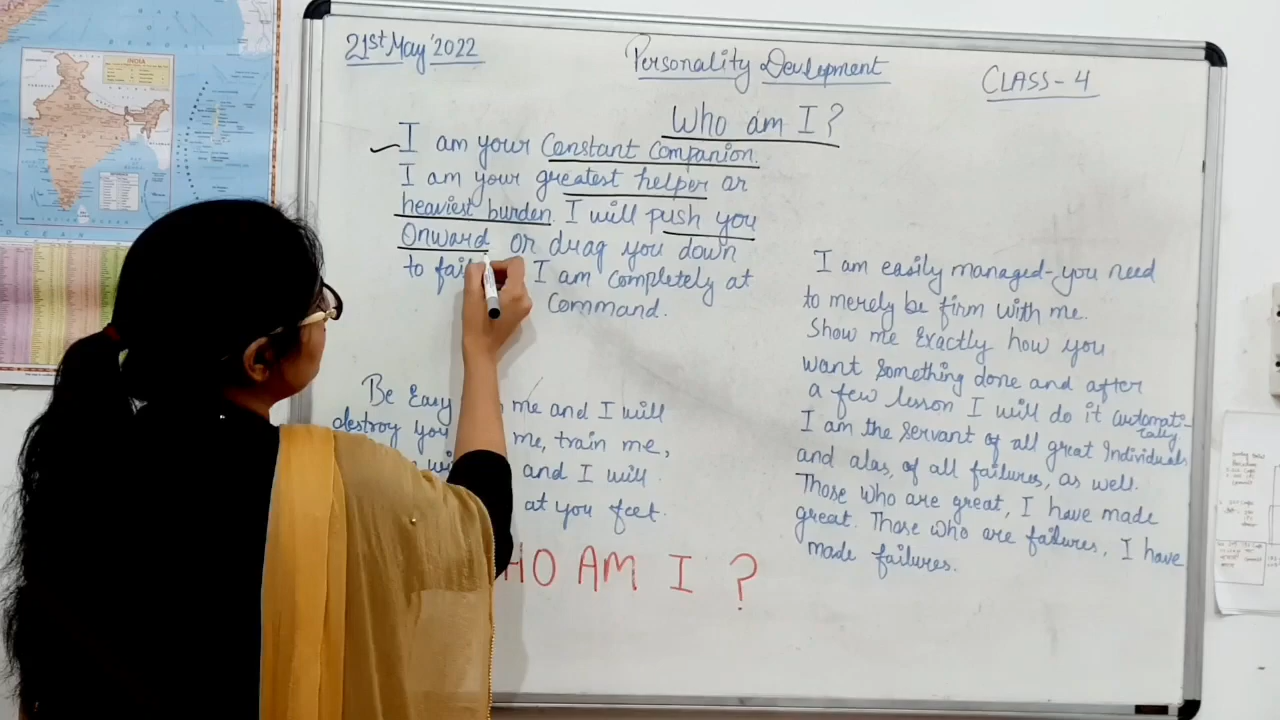 21st May'2022
Personality Development
CLASS-4
Who am I?
I am your Constant Companion.
I am your greatest helper or
heaviest burden. I will push you
Onward or drag you down
to fail I am completely at
Command.
Be Easy me and I will
destroy you me, train me,
and I will
at you feet.
WHO AM I ?
I am easily managed-you need
to merely be firm with me.
Show me Exactly how you
want Something done and after
a few lesson I will do it automati-
cally
I am the Servant of all great Individuals
and alas, of all failures, as well.
Those who are great, I have made
great. Those who are failures, I have
made failures.
INDIA